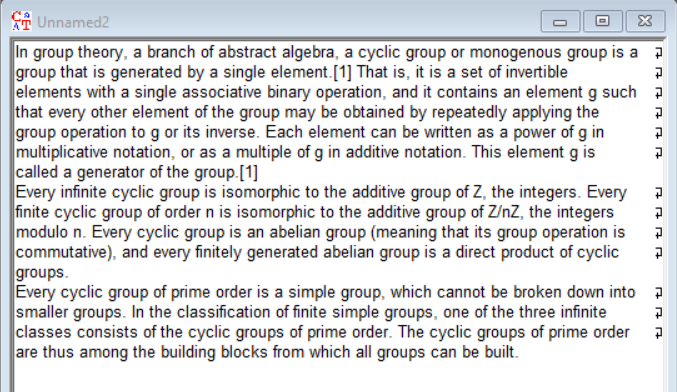 Unnamed2
In group theory, a branch of abstract algebra, a cyclic group or monogenous group is a
group that is generated by a single element.[1] That is, it is a set of invertible
elements with a single associative binary operation, and it contains an element g such
that every other element of the group may be obtained by repeatedly applying the
group operation to g or its inverse. Each element can be written as a power of g in
multiplicative notation, or as a multiple of g in additive notation. This element g is
called a generator of the group.[1]
Every infinite cyclic group is isomorphic to the additive group of Z, the integers. Every
finite cyclic group of order n is isomorphic to the additive group of Z/nZ, the integers
modulo n. Every cyclic group is an abelian group (meaning that its group operation is
commutative), and every finitely generated abelian group is a direct product of cyclic
groups.
Every cyclic group of prime order is a simple group, which cannot be broken down into
smaller groups. In the classification of finite simple groups, one of the three infinite
classes consists of the cyclic groups of prime order. The cyclic groups of prime order
are thus among the building blocks from which all groups can be built.